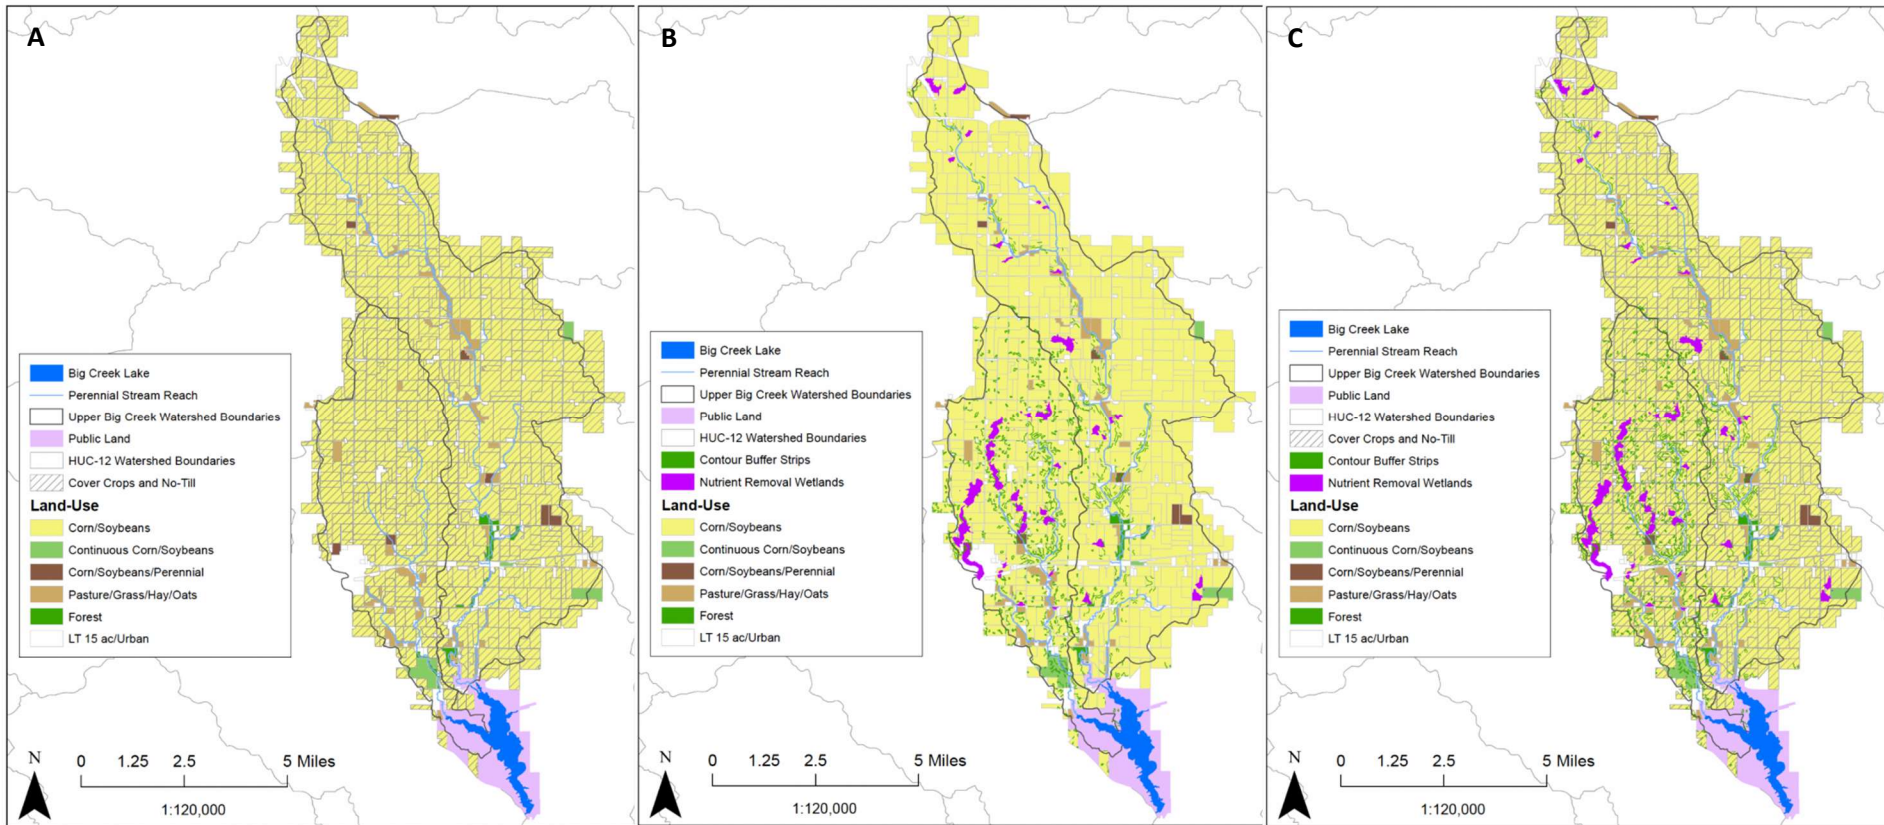 A
Big Creek Lake
Perennial Stream Reach
Upper Big Creek Watershed Boundaries
Public Land
HUC-12 Watershed Boundaries
Cover Crops and No-Till
Land-Use
Corn/Soybeans
Continuous Corn/Soybeans
Corn/Soybeans/Perennial
Pasture/Grass/Hay/Oats
Forest
LT 15 ac/Urban
N
0 1.25 2.5 5 Miles
1:120,000
B
Big Creek Lake
Perennial Stream Reach
Upper Big Creek Watershed Boundaries
Public Land
HUC-12 Watershed Boundaries
Contour Buffer Strips
Nutrient Removal Wetlands
Land-Use
Corn/Soybeans
Continuous Corn/Soybeans
Corn/Soybeans/Perennial
Pasture/Grass/Hay/Oats
Forest
LT 15 ac/Urban
N
0 1.25 2.5 5 Miles
1:120,000
C
Big Creek Lake
Perennial Stream Reach
Upper Big Creek Watershed Boundaries
Public Land
HUC-12 Watershed Boundaries
Cover Crops and No-Till
Contour Buffer Strips
Nutrient Removal Wetlands
Land-Use
Corn/Soybeans
Continuous Corn/Soybeans
Corn/Soybeans/Perennial
Pasture/Grass/Hay/Oats
Forest
LT 15 ac/Urban
N
0 1.25 2.5 5 Miles
1:120,000